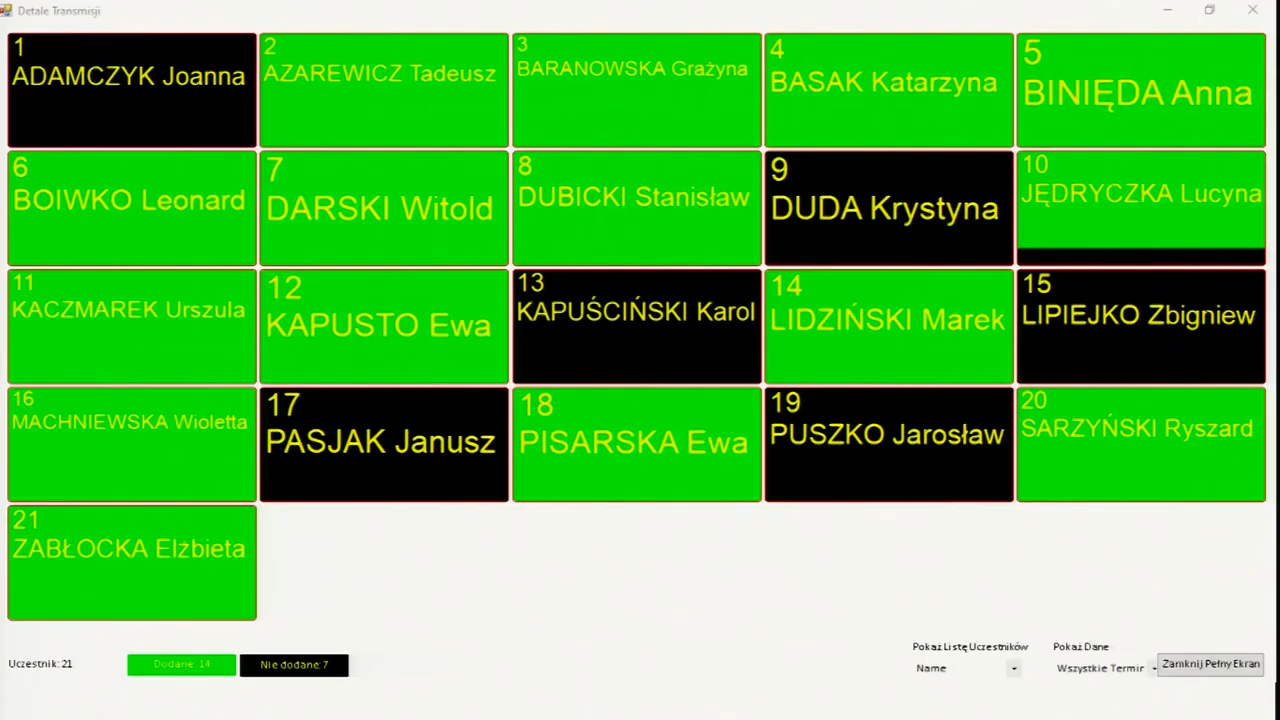 Detale Transmisji
1
ADAMCZYK Joanna
2
AZAREWICZ Tadeusz
3
BARANOWSKA Grażyna
4
BASAK Katarzyna
5
BINIĘDA Anna
6
BOIWKO Leonard
7
DARSKI Witold
8
DUBICKI Stanisław
9
DUDA Krystyna
10
JĘDRYCZKA Lucyna
11
KACZMAREK Urszula
12
KAPUSTO Ewa
13
KAPUŚCIŃSKI Karol
14
LIDZIŃSKI Marek
15
LIPIEJKO Zbigniew
16
MACHNIEWSKA Wioletta
17
PASJAK Janusz
18
PISARSKA Ewa
19
PUSZKO Jarosław
20
SARZYŃSKI Ryszard
21
ZABŁOCKA Elżbieta
Uczestnik: 21
Dodane: 14
Nie dodane: 7
Pokaż Listę Uczestników
Name
Pokaż Dane
Wszystkie Termir
Zamknij Pełny Ekran